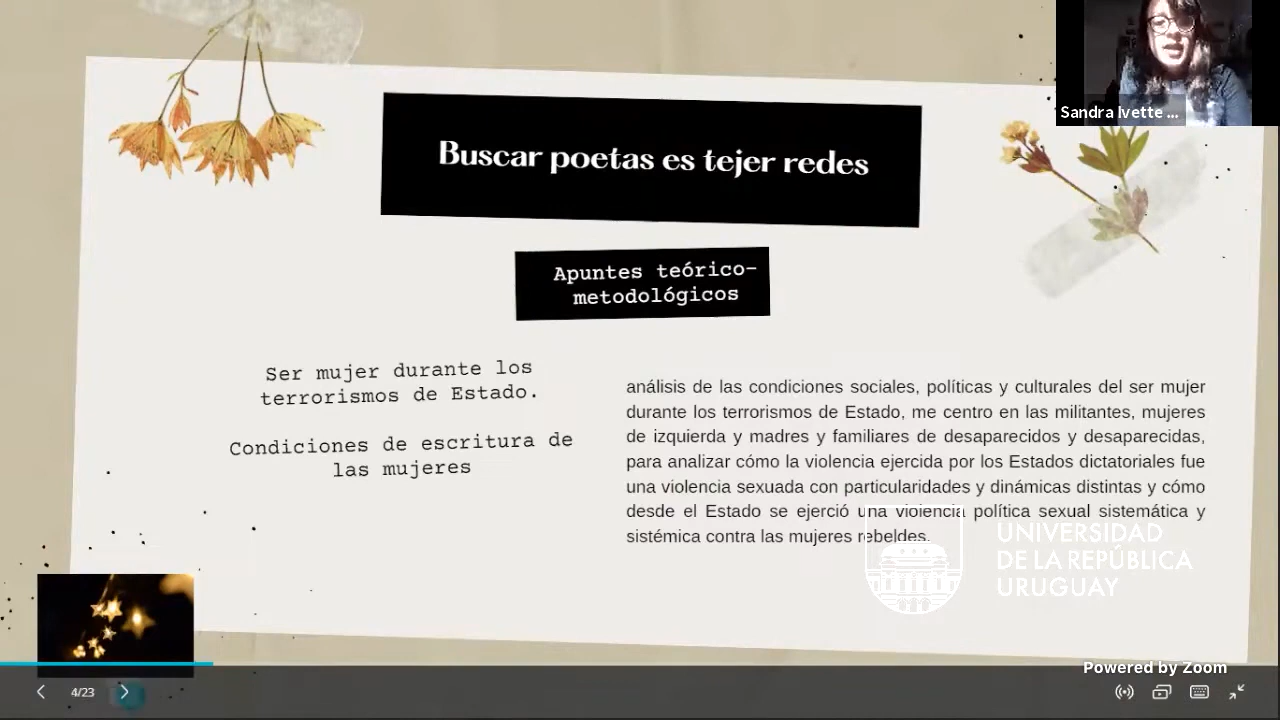 Sandra Ivette ...
Buscar poetas es tejer redes
Apuntes teórico-
metodológicos
Ser mujer durante los
terrorismos de Estado.
Condiciones de escritura de
las mujeres
análisis de las condiciones sociales, políticas y culturales del ser mujer
durante los terrorismos de Estado, me centro en las militantes, mujeres
de izquierda y madres y familiares de desaparecidos y desaparecidas,
para analizar cómo la violencia ejercida por los Estados dictatoriales fue
una violencia sexuada con particularidades y dinámicas distintas y cómo
desde el Estado se ejerció una violencia política sexual sistemática y
sistémica contra las mujeres rebeldes.
UNIVERSIDAD
DE LA REPÚBLICA
URUGUAY
Powered by Zoom
4/23